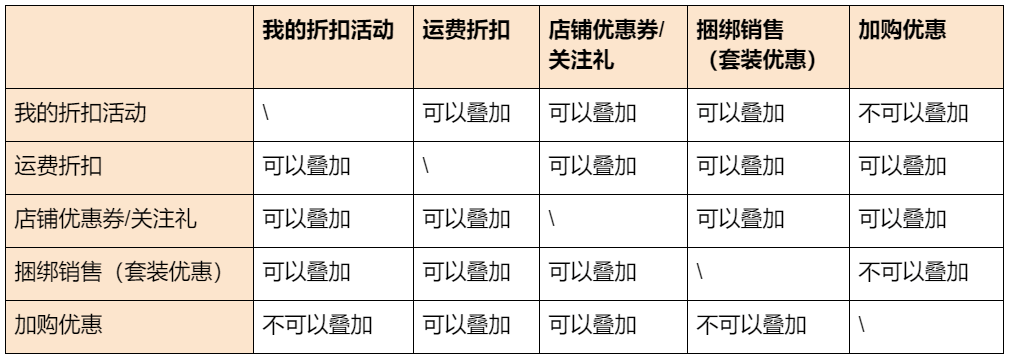 我的折扣活动 运费折扣 店铺优惠券/ 捆绑销售 加购优惠
关注礼 （套装优惠）
我的折扣活动 \ 可以叠加 可以叠加 可以叠加 不可以叠加
运费折扣 可以叠加 \ 可以叠加 可以叠加 可以叠加
店铺优惠券/关注礼 可以叠加 可以叠加 \ 可以叠加 可以叠加
捆绑销售（套装优惠） 可以叠加 可以叠加 可以叠加 \ 不可以叠加
加购优惠 不可以叠加 可以叠加 可以叠加 不可以叠加 \